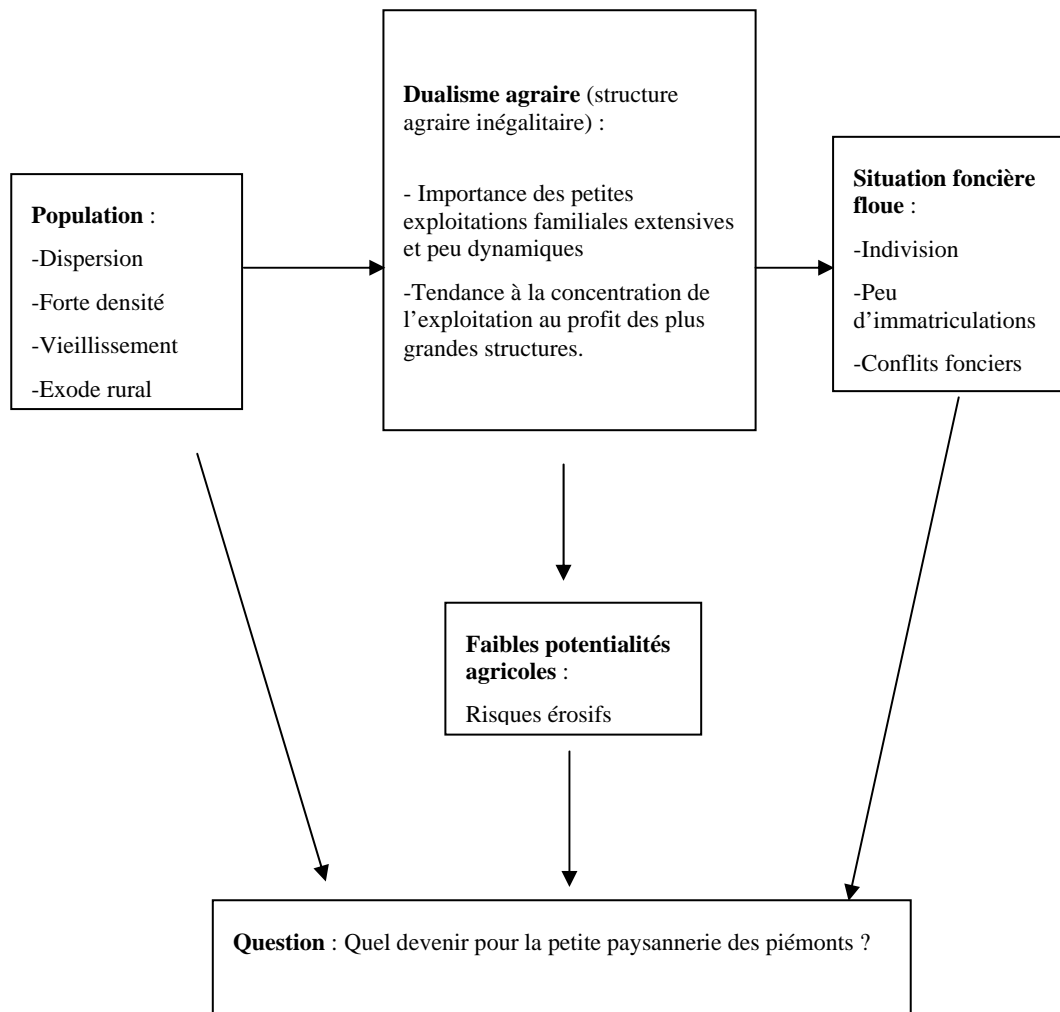 Population :
-Dispersion
-Forte densité
-Vieillissement
-Exode rural
Dualisme agraire (structure
agraire inégalitaire) :
- Importance des petites
exploitations familiales extensives
et peu dynamiques
-Tendance à la concentration de
l’exploitation au profit des plus
grandes structures.
Situation foncière
floue :
-Indivision
-Peu
d’immatriculations
-Conflits fonciers
Faibles potentialités
agricoles :
Risques érosifs
Question : Quel devenir pour la petite paysannerie des piémonts ?